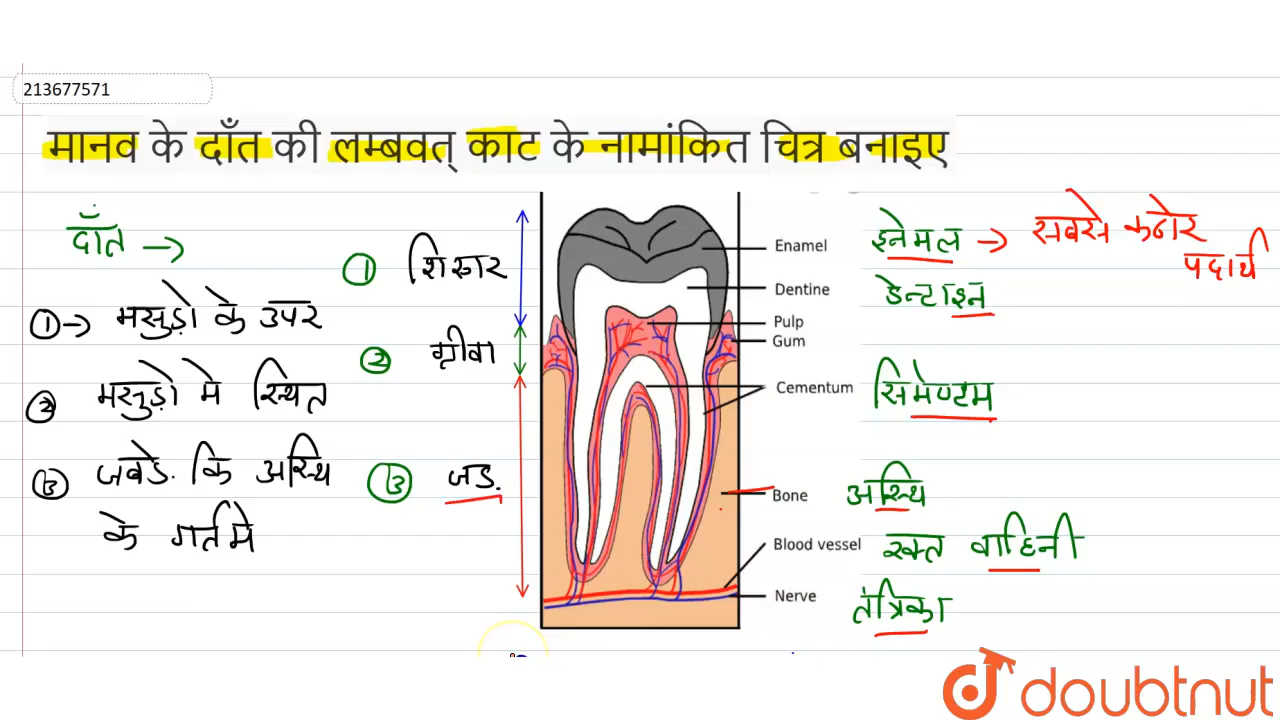 213677571
मानव के दाँत की लम्बवत् काट के नामांकित चित्र बनाइए
दाँत →
① → मसुड़ो के उपर
② मसुड़ो मे स्थित
③ जबेडे. कि अस्थि
के गर्त मे
① शिखर
② ग्रीवा
③ जड.
Enamel
Dentine
Pulp
Gum
Cementum
Bone
Blood vessel
Nerve
इनेमल → सबसे कठोर
पदार्थ
डेन्टाइन
सिमेण्टम
अस्थि
रक्त वाहिनी
तंत्रिका
doubtnut